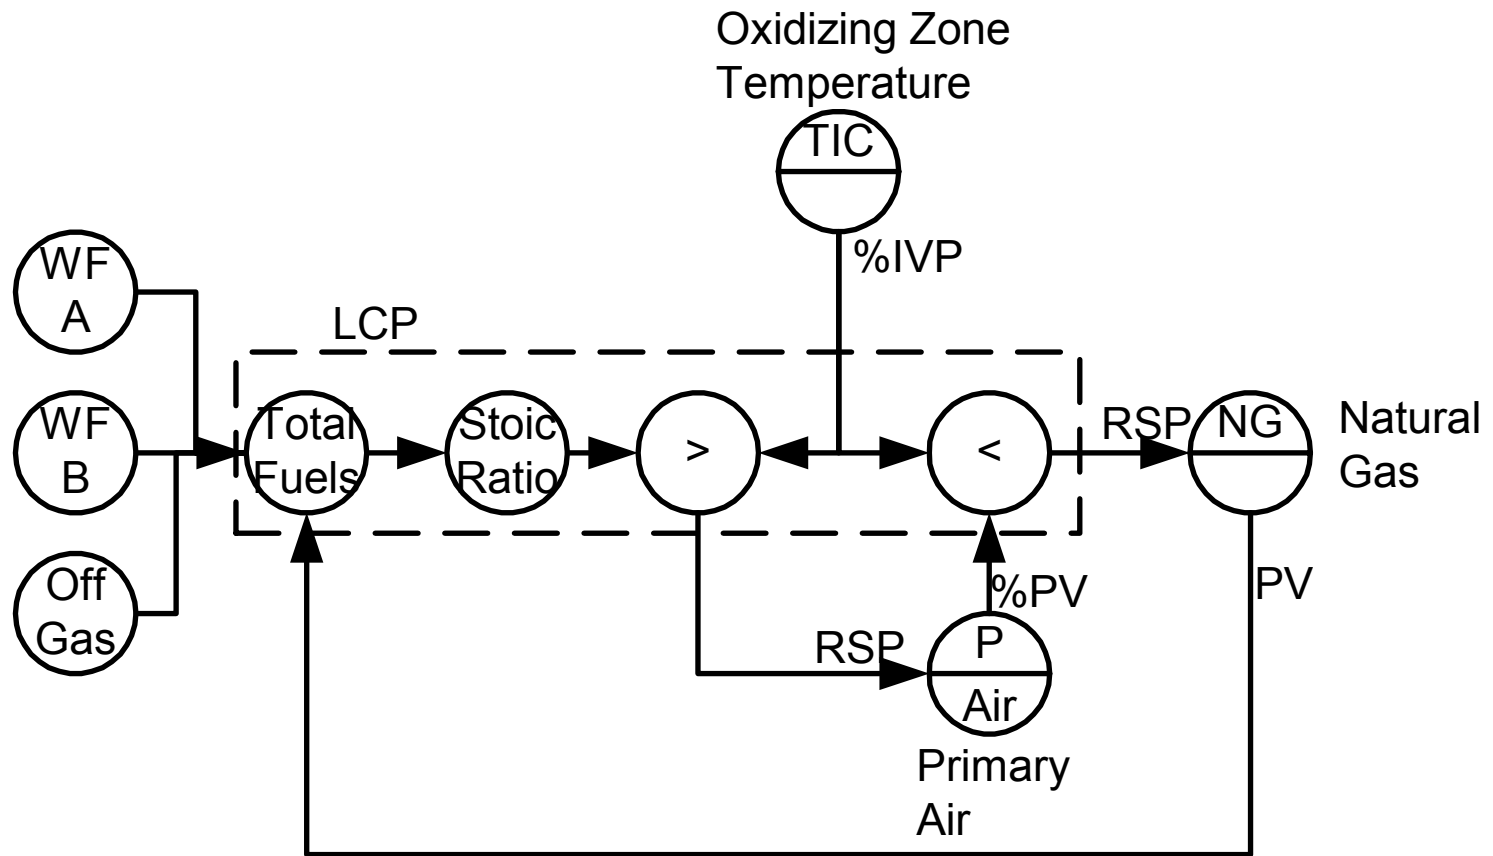 Oxidizing Zone
Temperature
TIC
%IVP
WF
A
LCP
WF
B
Total
Fuels
Stoic
Ratio
>
<
RSP
NG
Natural
Gas
Off
Gas
%PV
PV
RSP
P
Air
Primary
Air